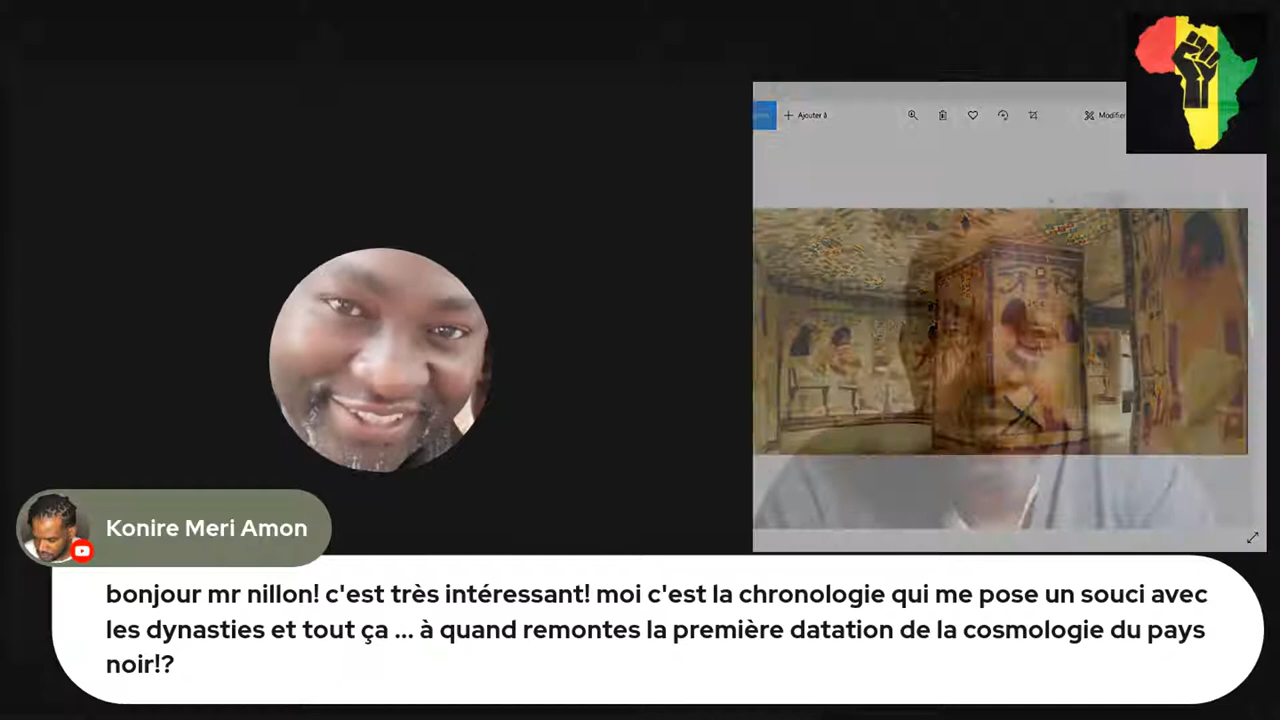 Ajouter à
Modifier
Konire Meri Amon
bonjour mr nillon! c'est très intéressant! moi c'est la chronologie qui me pose un souci avec
les dynasties et tout ça ... à quand remontes la première datation de la cosmologie du pays
noir!?